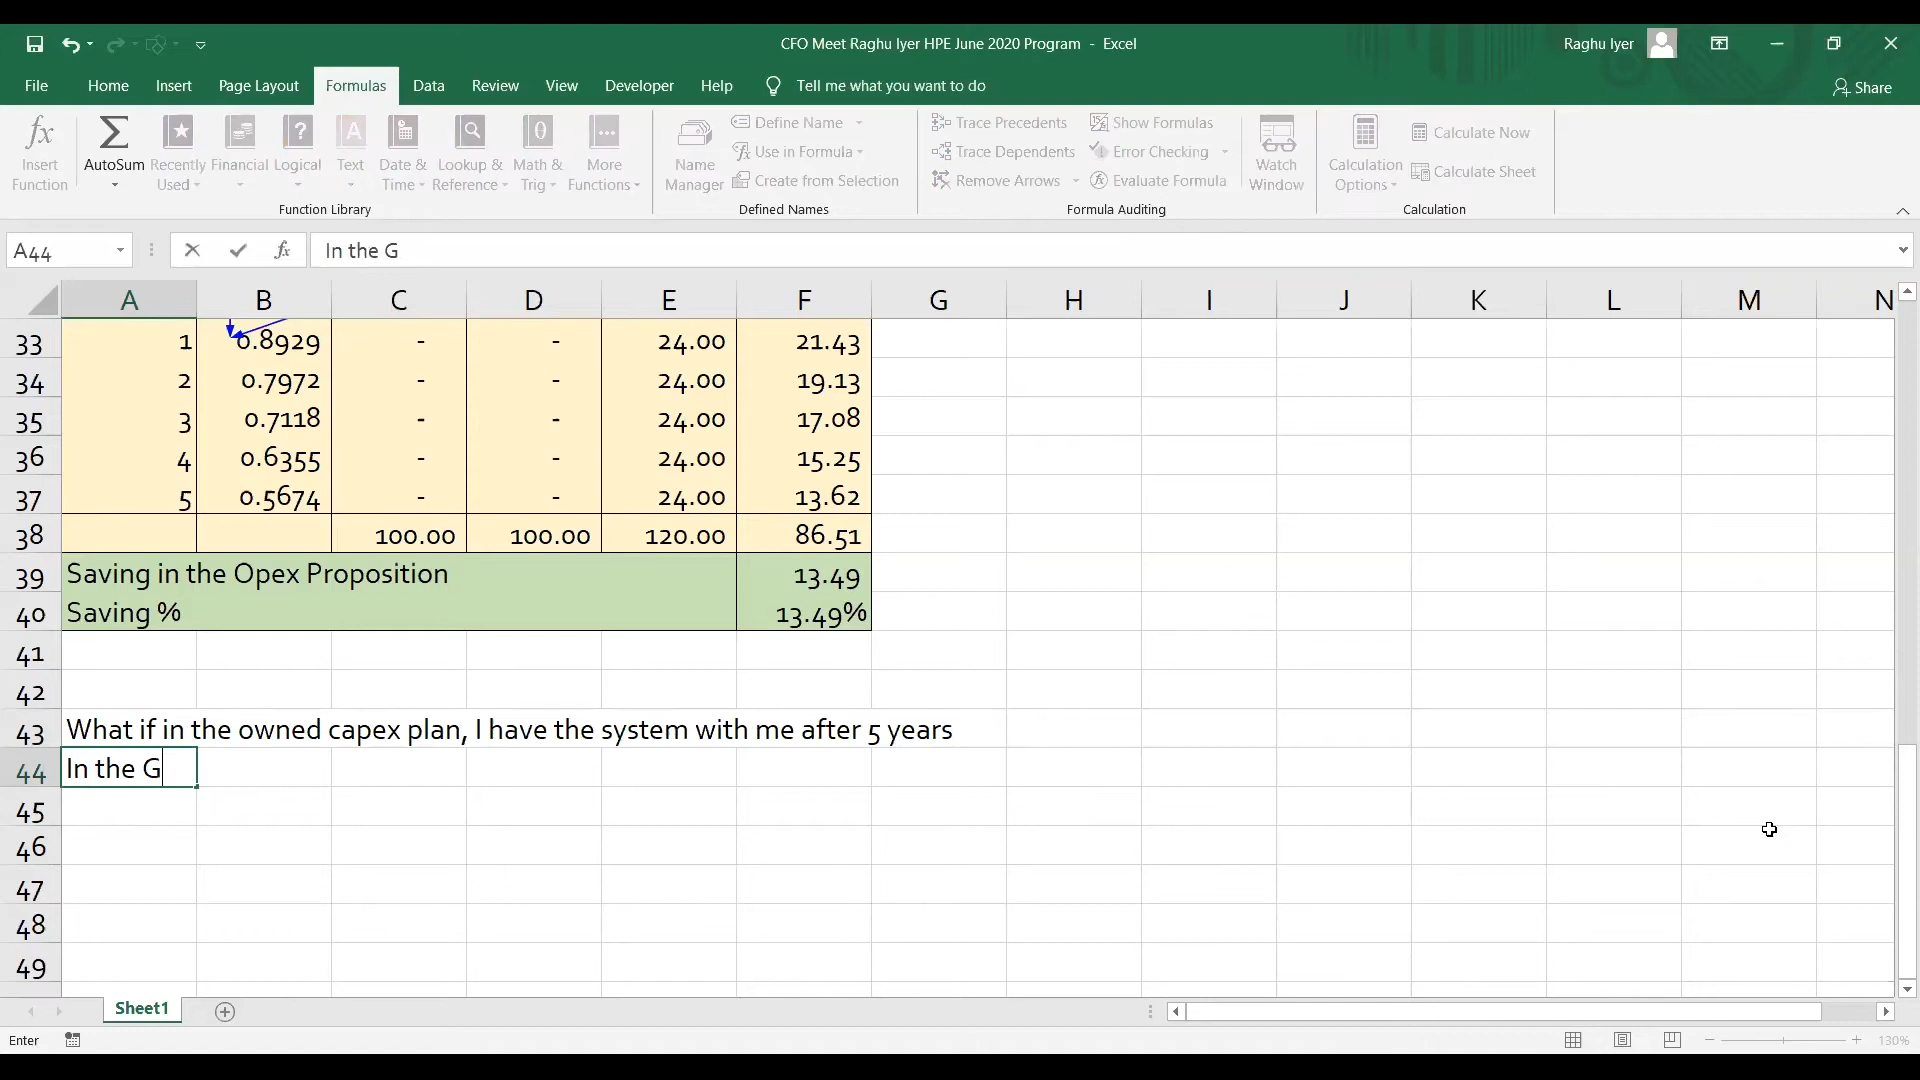 CFO Meet Raghu Iyer HPE June 2020 Program - Excel
Raghu Iyer
File Home Insert Page Layout Formulas Data Review View Developer Help Tell me what you want to do
Share
Insert Function
AutoSum
Recently Used
Financial
Logical
Text
Date & Time
Lookup & Reference
Math & Trig
More Functions
Function Library
Name Manager
Define Name
Use in Formula
Create from Selection
Defined Names
Trace Precedents
Trace Dependents
Remove Arrows
Show Formulas
Error Checking
Evaluate Formula
Formula Auditing
Watch Window
Calculation Options
Calculate Now
Calculate Sheet
Calculation
A44 fx In the G
A B C D E F G H I J K L M N
33 1 0.8929 - - 24.00 21.43
34 2 0.7972 - - 24.00 19.13
35 3 0.7118 - - 24.00 17.08
36 4 0.6355 - - 24.00 15.25
37 5 0.5674 - - 24.00 13.62
38 100.00 100.00 120.00 86.51
39 Saving in the Opex Proposition 13.49
40 Saving % 13.49%
41
42
43 What if in the owned capex plan, I have the system with me after 5 years
44 In the G
45
46
47
48
49
Sheet1
Enter
130%